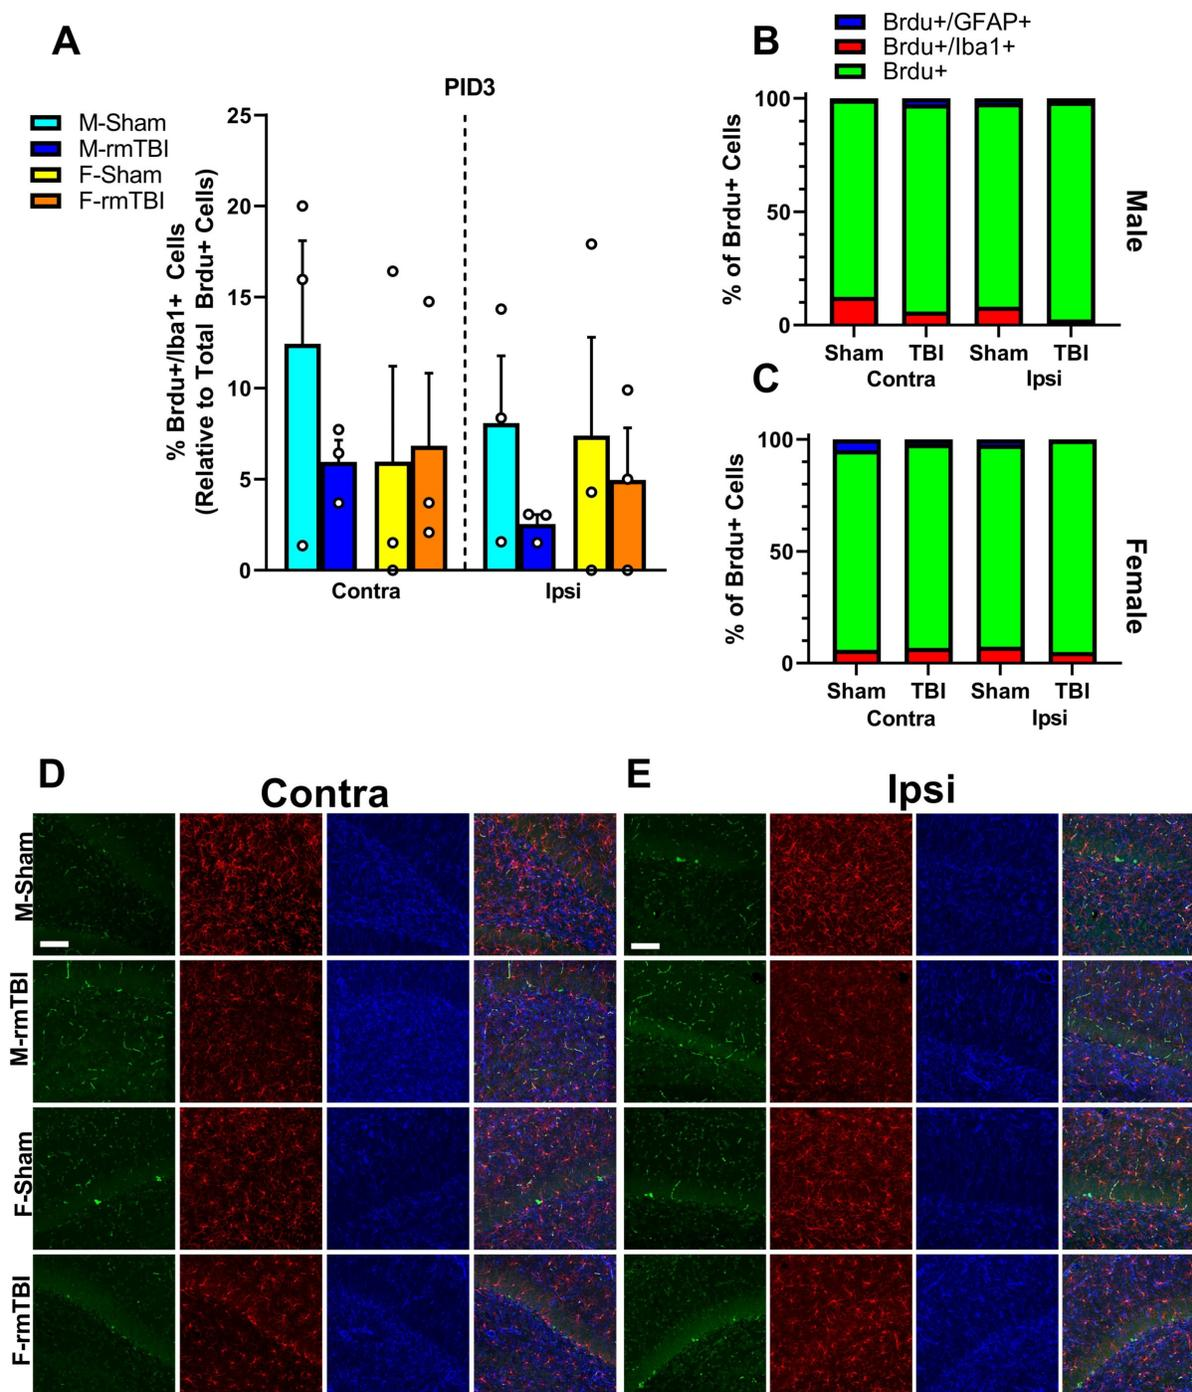 A
PID3
M-Sham
M-rmTBI
F-Sham
F-rmTBI
% Brdu+/Iba1+ Cells
(Relative to Total Brdu+ Cells)
25
20
15
10
5
0
Contra
Ipsi
B
Brdu+/GFAP+
Brdu+/Iba1+
Brdu+
% of Brdu+ Cells
100
50
0
Sham
TBI
Sham
TBI
Contra
Ipsi
Male
C
% of Brdu+ Cells
100
50
0
Sham
TBI
Sham
TBI
Contra
Ipsi
Female
D
Contra
E
Ipsi
M-Sham
M-rmTBI
F-Sham
F-rmTBI